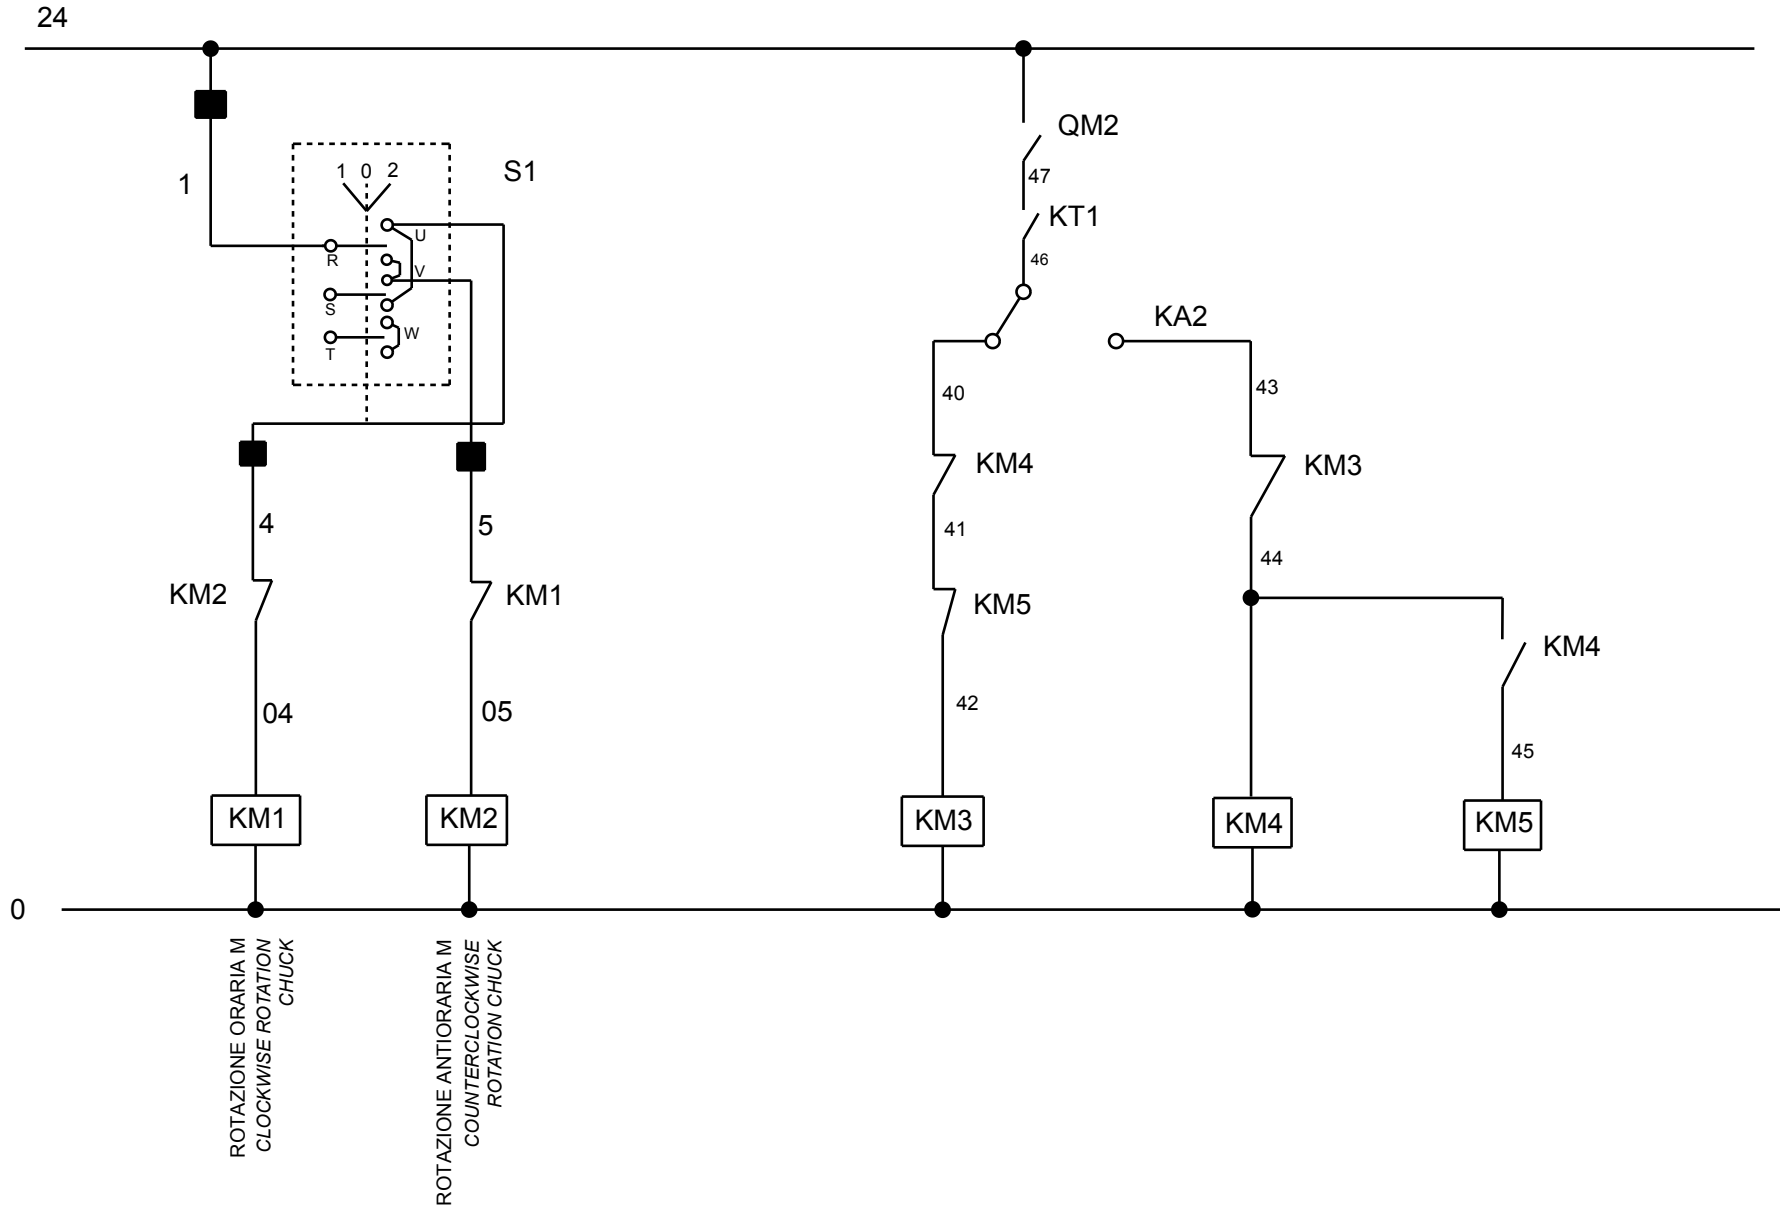 24
QM2
1 0 2
S1
1
47
KT1
U
R
46
V
S
KA2
W
T
40
43
KM4
KM3
4
5
41
44
KM2
KM1
KM5
KM4
04
05
42
45
KM1
KM2
KM3
KM4
KM5
0
ROTAZIONE ORARIA M
CLOCKWISE ROTATION
CHUCK
ROTAZIONE ANTIORARIA M
COUNTERCLOCKWISE
ROTATION CHUCK